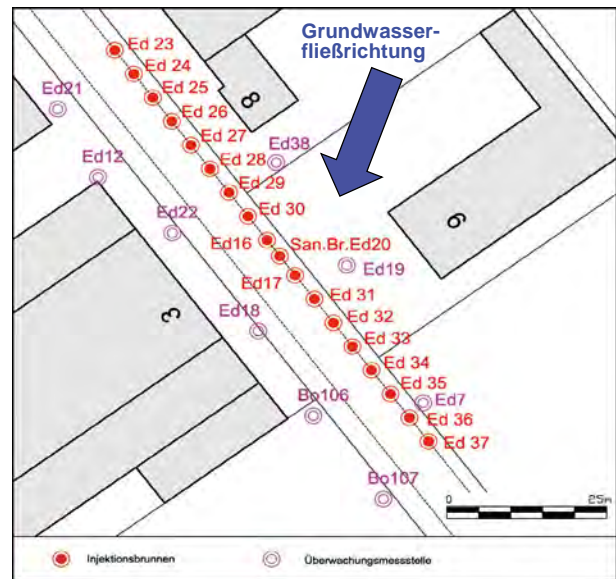 Grundwasser-
fließrichtung
Ed 23
Ed 24
Ed21
Ed 25
8
Ed 26
Ed 27
Ed38
Ed12
Ed 28
Ed 29
Ed22
Ed 30
6
Ed16
San.Br.Ed20
Ed19
Ed17
Ed 31
3
Ed18
Ed 32
Ed 33
Ed 34
Ed 35
Bo106
Ed7
Ed 36
Ed 37
Bo107
0 25m
Injektionsbrunnen
Überwachungsmessstelle